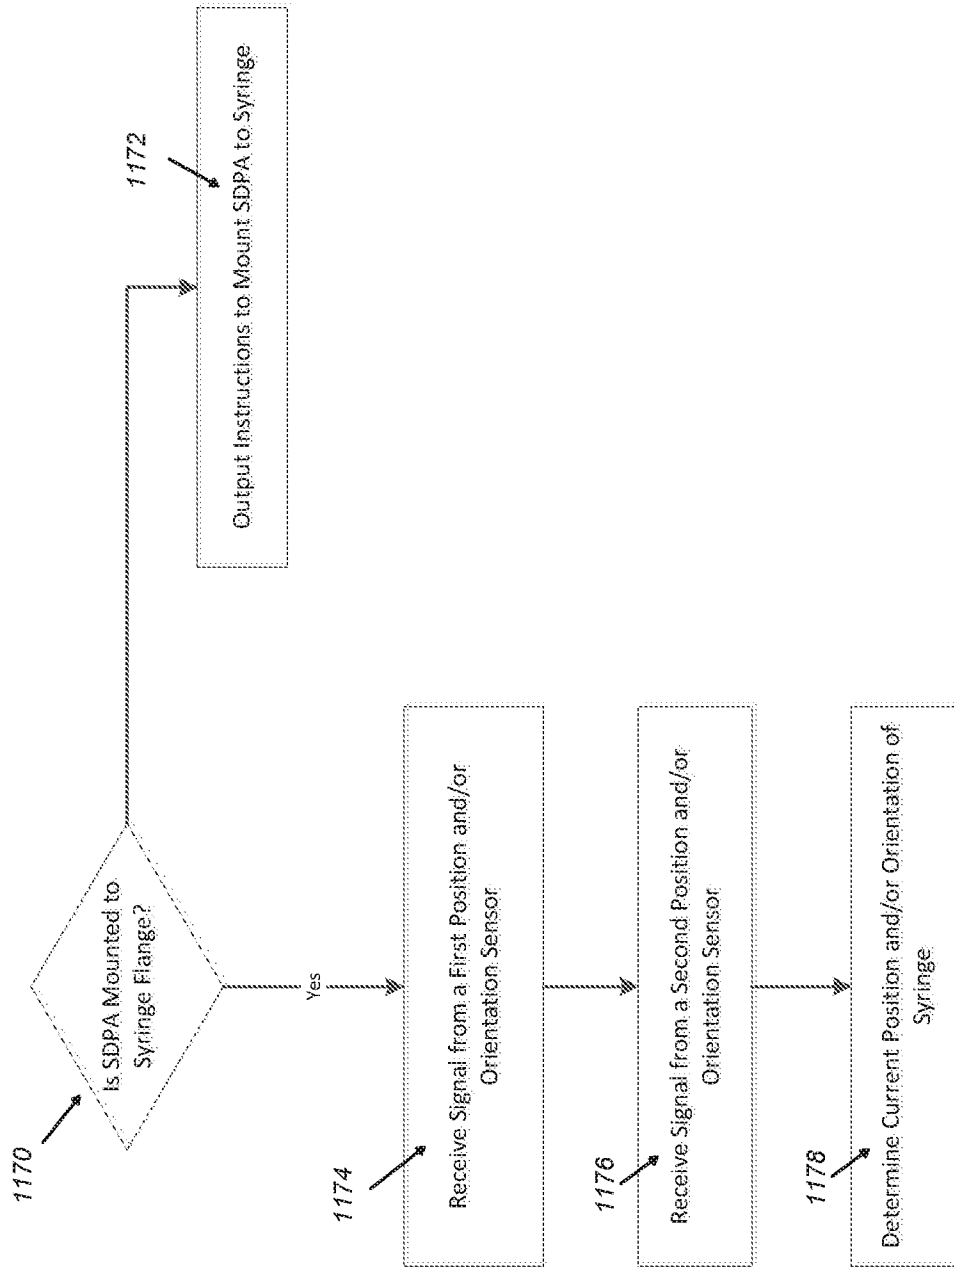 1170
Is SDPA Mounted to
Syringe Flange?
1172
Output Instructions to Mount SDPA to Syringe
Yes
1174
Receive Signal from a First Position and/or
Orientation Sensor
1176
Receive Signal from a Second Position and/or
Orientation Sensor
1178
Determine Current Position and/or Orientation of
Syringe